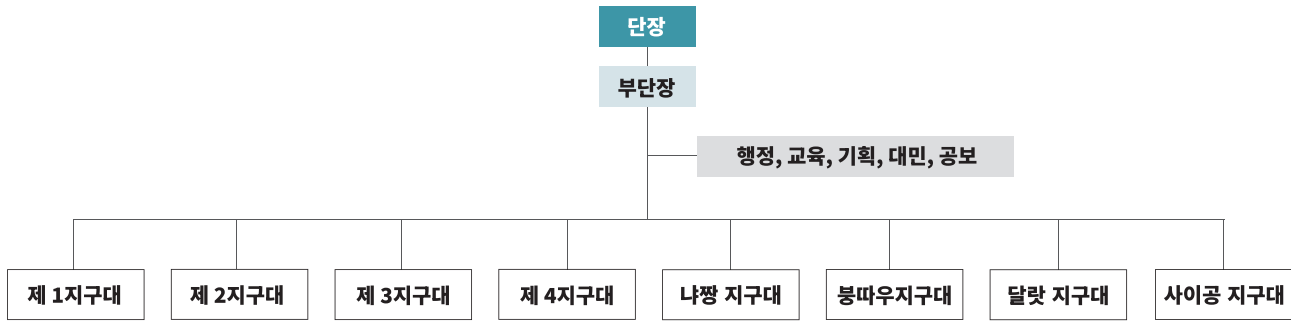 단장
부단장
행정, 교육, 기획, 대민, 공보
제 1지구대
제 2지구대
제 3지구대
제 4지구대
냐짱 지구대
붕따우지구대
달랏 지구대
사이공 지구대